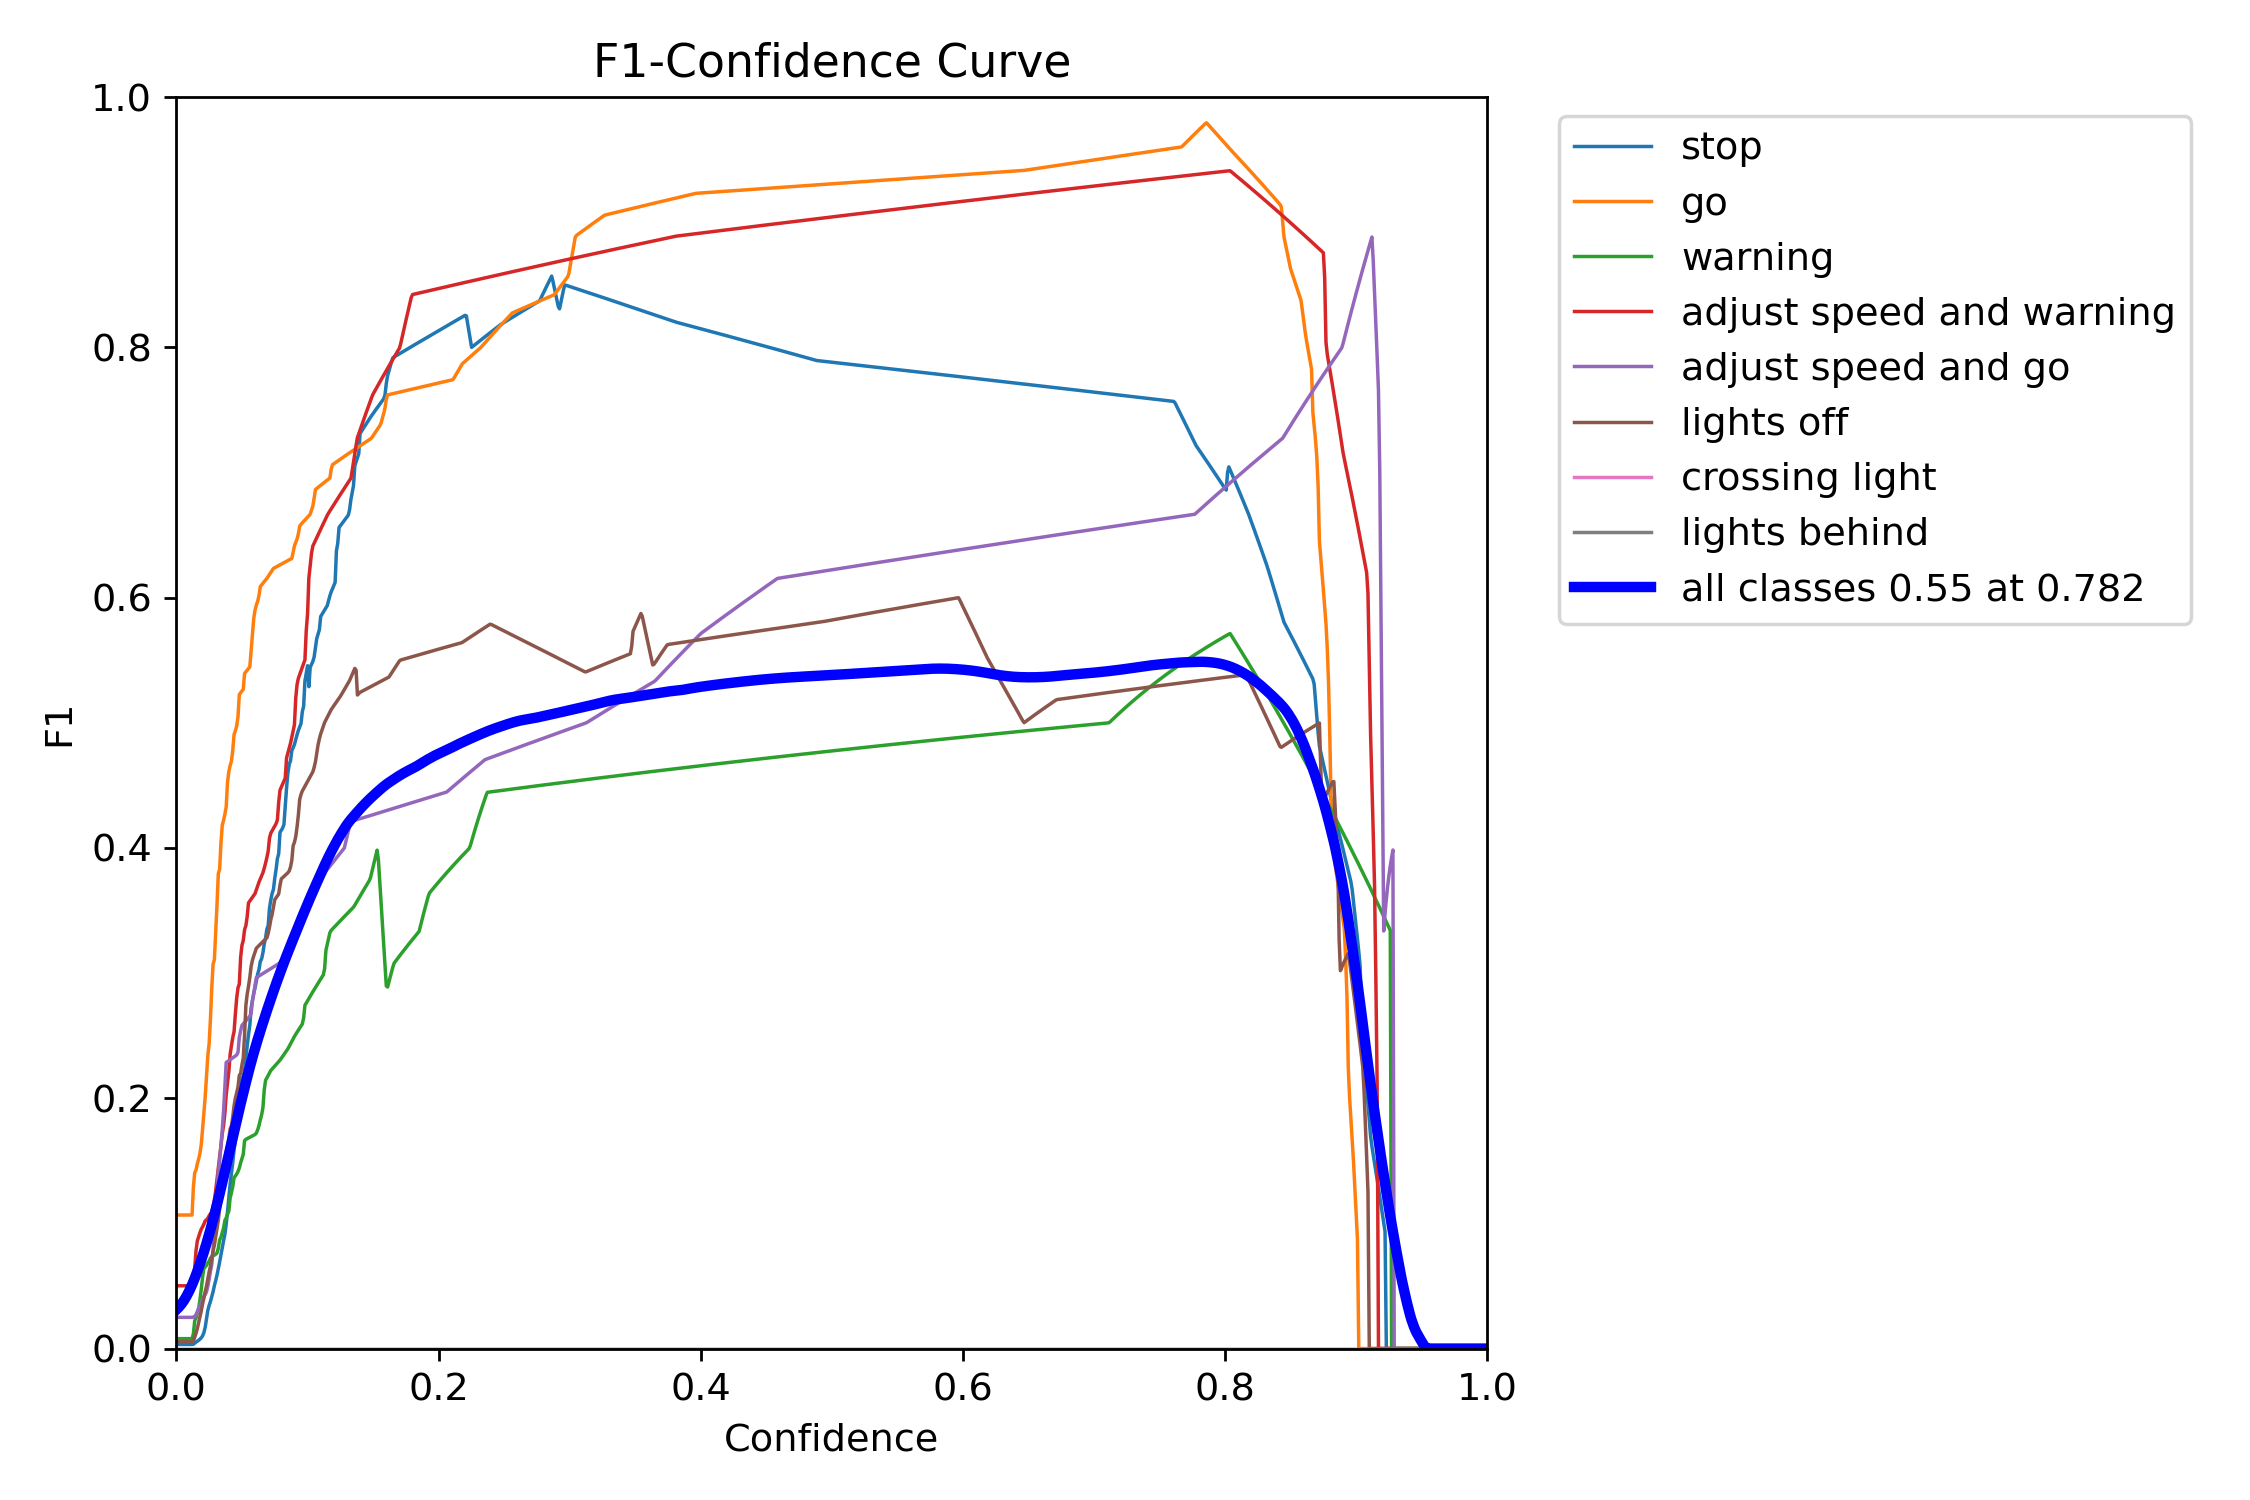 F1-Confidence Curve
1.0
0.8
0.6
0.4
0.2
0.0
F1
0.0 0.2 0.4 0.6 0.8 1.0
Confidence
stop
go
warning
adjust speed and warning
adjust speed and go
lights off
crossing light
lights behind
all classes 0.55 at 0.782